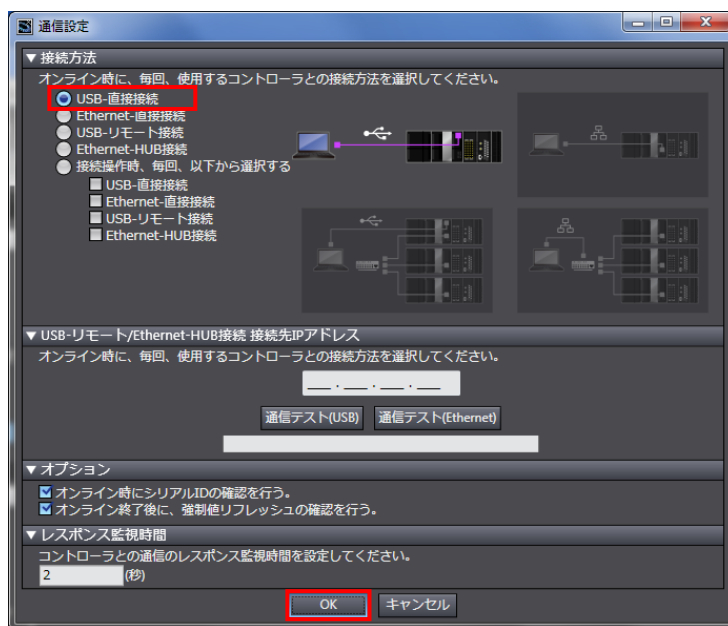 通信設定
▼接続方法
オンライン時に、毎回、使用するコントローラとの接続方法を選択してください。
USB-直接接続
Ethernet-直接接続
USB-リモート接続
Ethernet-HUB接続
接続操作時、毎回、以下から選択する
USB-直接接続
Ethernet-直接接続
USB-リモート接続
Ethernet-HUB接続
▼USB-リモート/Ethernet-HUB接続 接続先IPアドレス
オンライン時に、毎回、使用するコントローラとの接続方法を選択してください。
___.___.___.___
通信テスト(USB) 通信テスト(Ethernet)
▼オプション
オンライン時にシリアルIDの確認を行う。
オンライン終了後に、強制値リフレッシュの確認を行う。
▼レスポンス監視時間
コントローラとの通信のレスポンス監視時間を設定してください。
2 (秒)
OK キャンセル